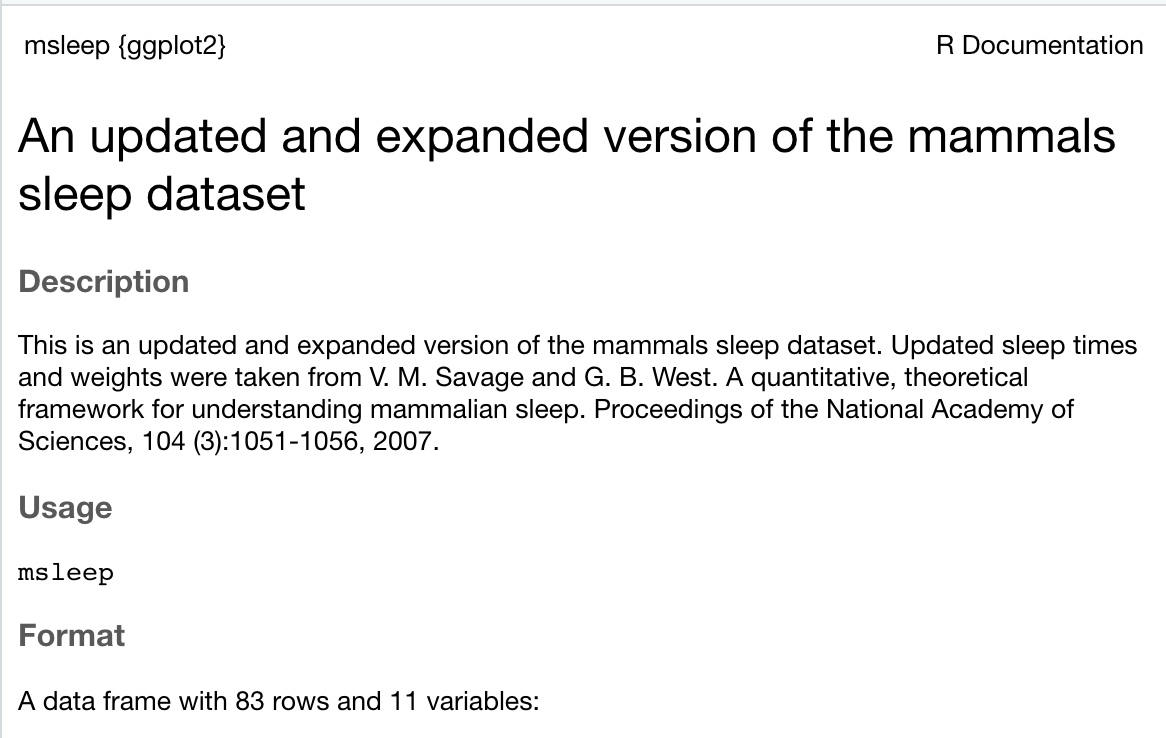 msleep {ggplot2} R Documentation
An updated and expanded version of the mammals
sleep dataset
Description
This is an updated and expanded version of the mammals sleep dataset. Updated sleep times
and weights were taken from V. M. Savage and G. B. West. A quantitative, theoretical
framework for understanding mammalian sleep. Proceedings of the National Academy of
Sciences, 104 (3):1051-1056, 2007.
Usage
msleep
Format
A data frame with 83 rows and 11 variables: